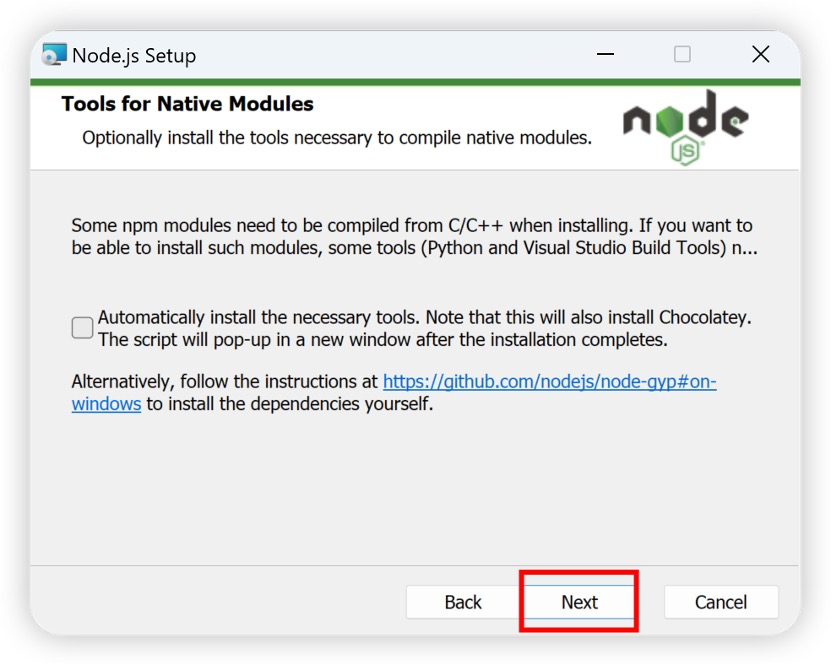 Node.js Setup
Tools for Native Modules
Optionally install the tools necessary to compile native modules.
node
JS
Some npm modules need to be compiled from C/C++ when installing. If you want to
be able to install such modules, some tools (Python and Visual Studio Build Tools) n...
Automatically install the necessary tools. Note that this will also install Chocolatey.
The script will pop-up in a new window after the installation completes.
Alternatively, follow the instructions at https://github.com/nodejs/node-gyp#on-
windows to install the dependencies yourself.
Back Next Cancel